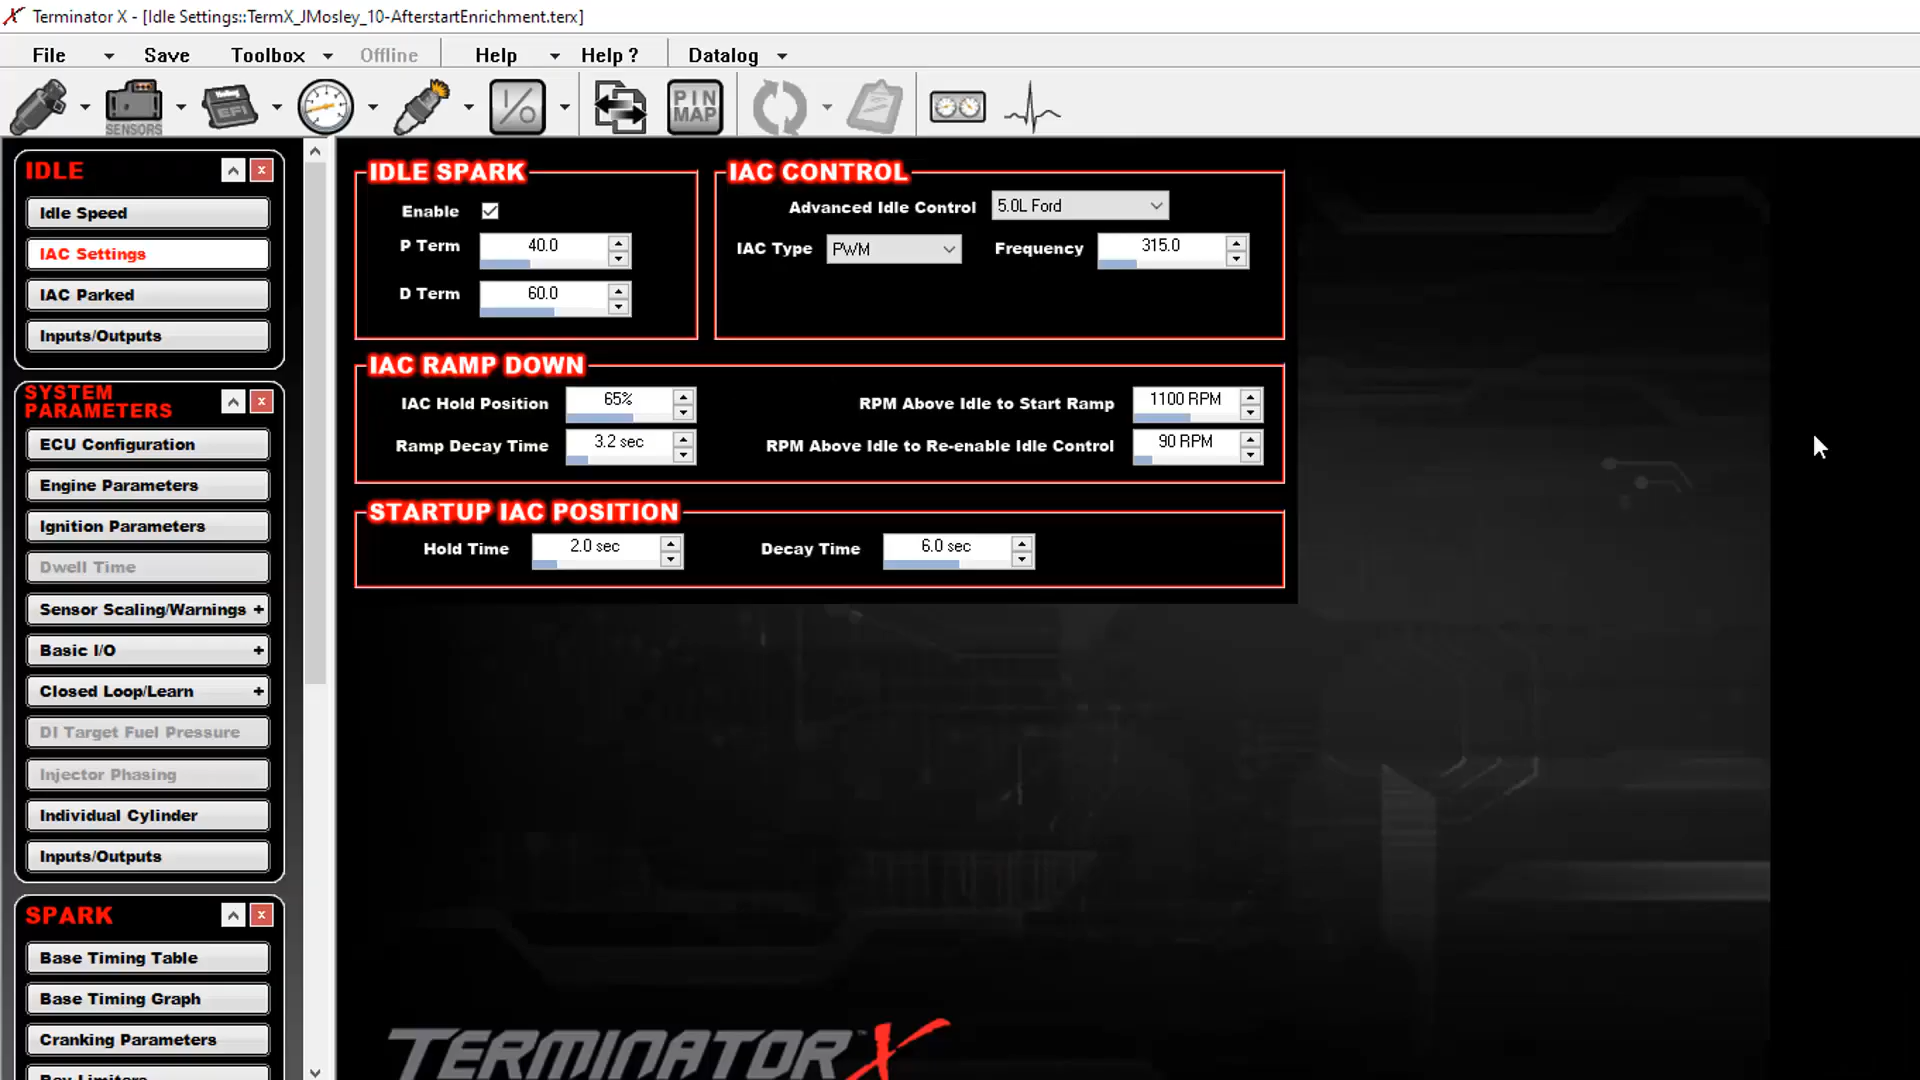 Terminator X - [Idle Settings::TermX_JMosley_10-AfterstartEnrichment.terx]
File Save Toolbox Offline Help Help ? Datalog
SENSORS
EFI
I/O
PIN
MAP
IDLE
Idle Speed
IAC Settings
IAC Parked
Inputs/Outputs
SYSTEM
PARAMETERS
ECU Configuration
Engine Parameters
Ignition Parameters
Dwell Time
Sensor Scaling/Warnings +
Basic I/O +
Closed Loop/Learn +
DI Target Fuel Pressure
Injector Phasing
Individual Cylinder
Inputs/Outputs
SPARK
Base Timing Table
Base Timing Graph
Cranking Parameters
IDLE SPARK
Enable
P Term 40.0
D Term 60.0
IAC CONTROL
Advanced Idle Control 5.0L Ford
IAC Type PWM Frequency 315.0
IAC RAMP DOWN
IAC Hold Position 65% RPM Above Idle to Start Ramp 1100 RPM
Ramp Decay Time 3.2 sec RPM Above Idle to Re-enable Idle Control 90 RPM
STARTUP IAC POSITION
Hold Time 2.0 sec Decay Time 6.0 sec
TERMINATOR X